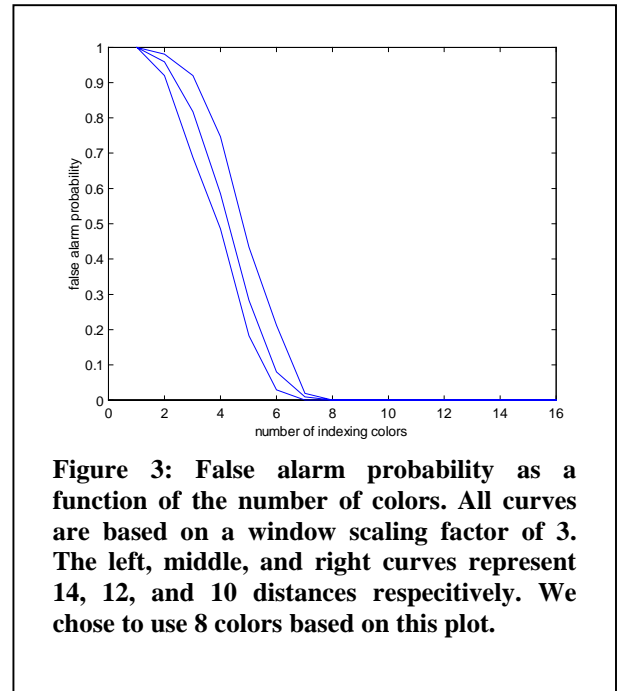 1
0.9
0.8
0.7
0.6
0.5
0.4
0.3
0.2
0.1
0
false alarm probability
0 2 4 6 8 10 12 14 16
number of indexing colors
Figure 3: False alarm probability as a
function of the number of colors. All curves
are based on a window scaling factor of 3.
The left, middle, and right curves represent
14, 12, and 10 distances respecitively. We
chose to use 8 colors based on this plot.